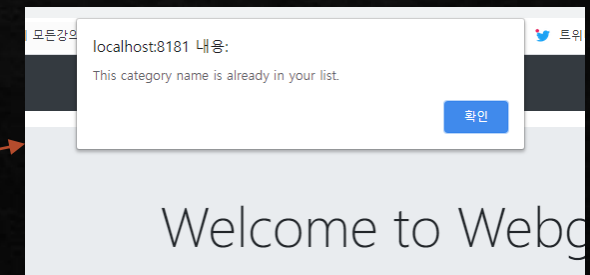 모든강의
localhost:8181 내용:
트위
This category name is already in your list.
확인
Welcome to Webg